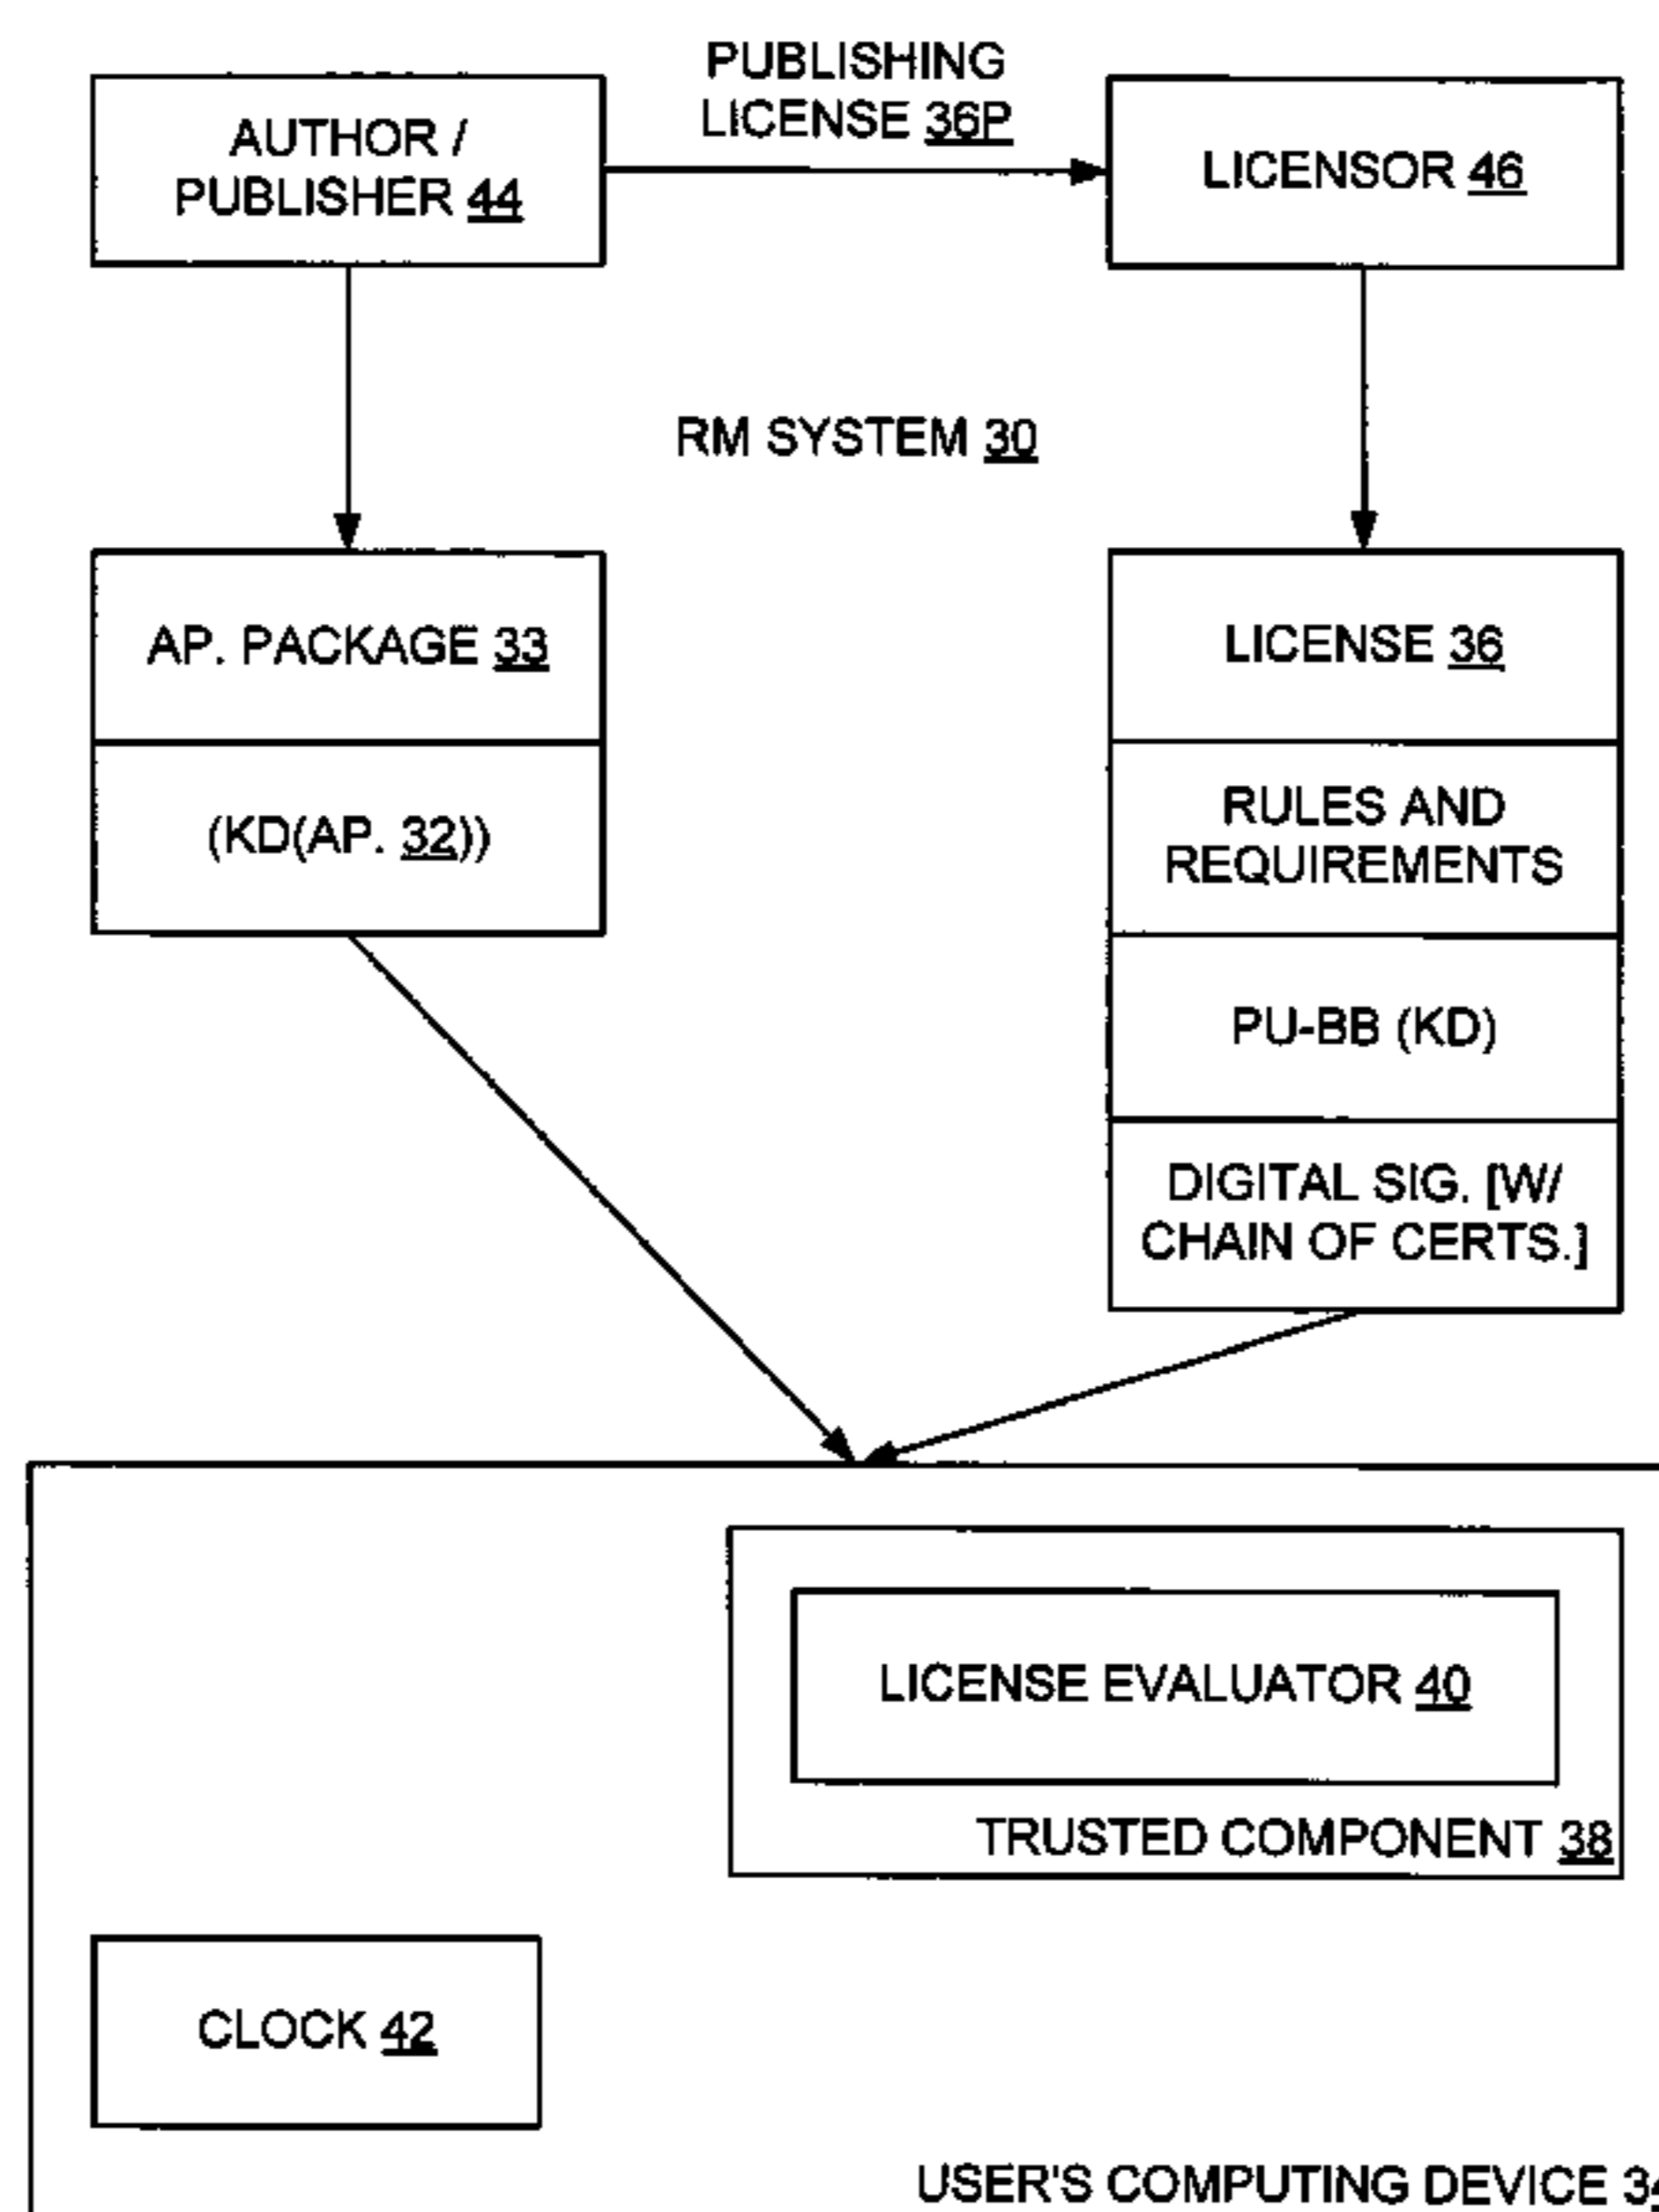 PUBLISHING
LICENSE 36P
AUTHOR /
PUBLISHER 44
LICENSOR 46
RM SYSTEM 30
AP. PACKAGE 33
(KD(AP. 32))
LICENSE 36
RULES AND
REQUIREMENTS
PU-BB (KD)
DIGITAL SIG. [W/
CHAIN OF CERTS.]
LICENSE EVALUATOR 40
TRUSTED COMPONENT 38
CLOCK 42
USER'S COMPUTING DEVICE 34